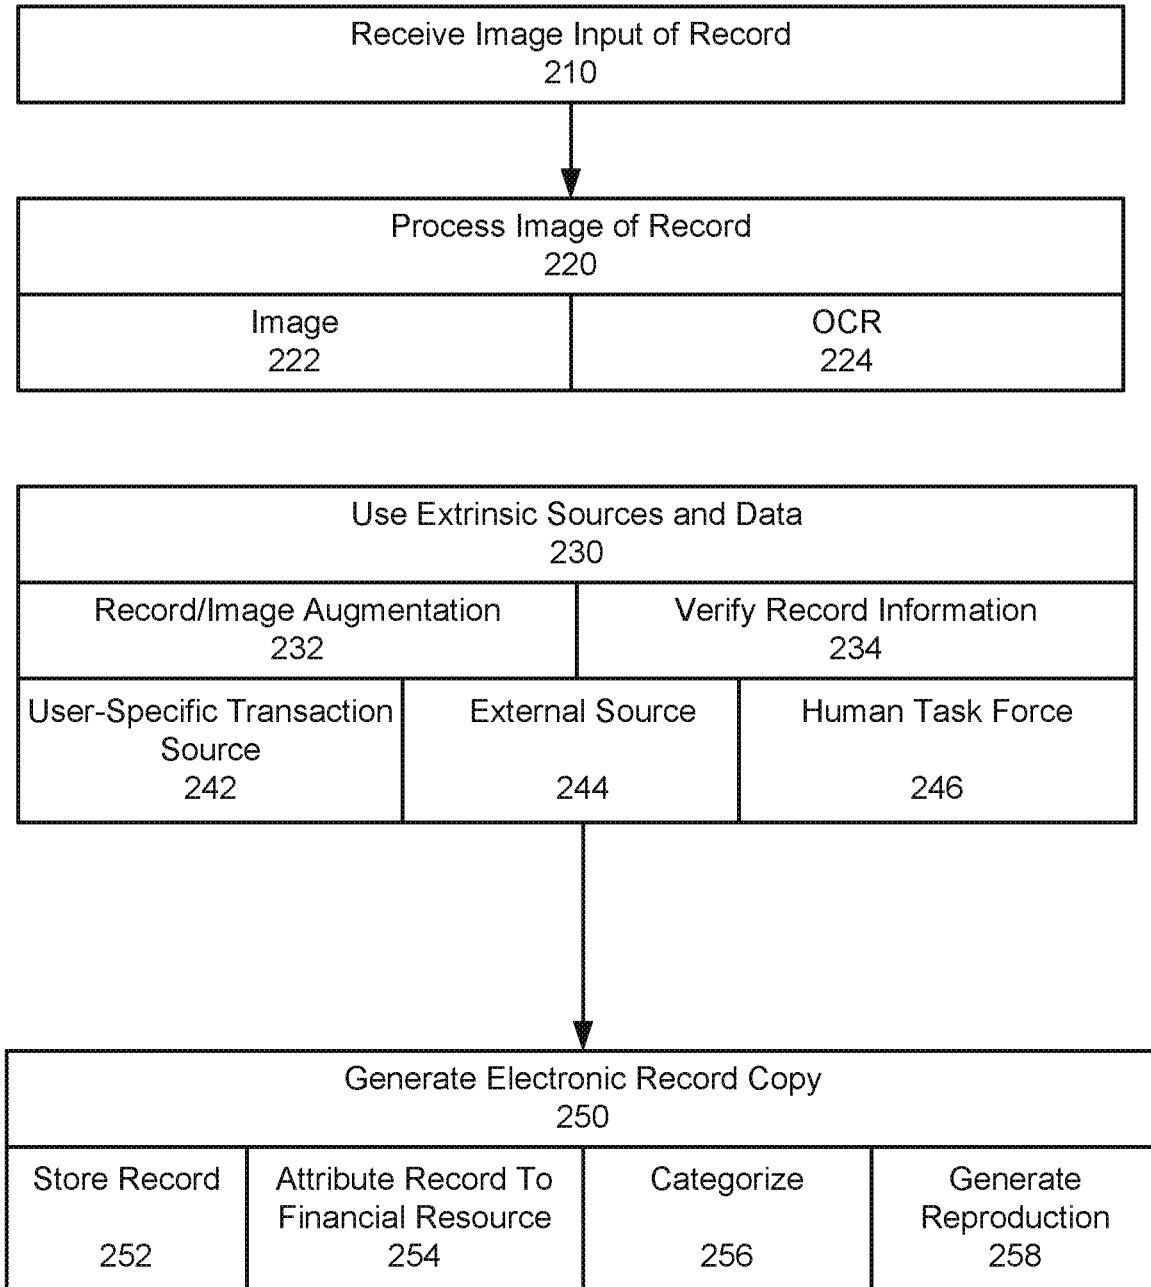 Receive Image Input of Record
210
Process Image of Record
220
Image
222
OCR
224
Use Extrinsic Sources and Data
230
Record/Image Augmentation
232
Verify Record Information
234
User-Specific Transaction
Source
242
External Source
244
Human Task Force
246
Generate Electronic Record Copy
250
Store Record
252
Attribute Record To
Financial Resource
254
Categorize
256
Generate
Reproduction
258